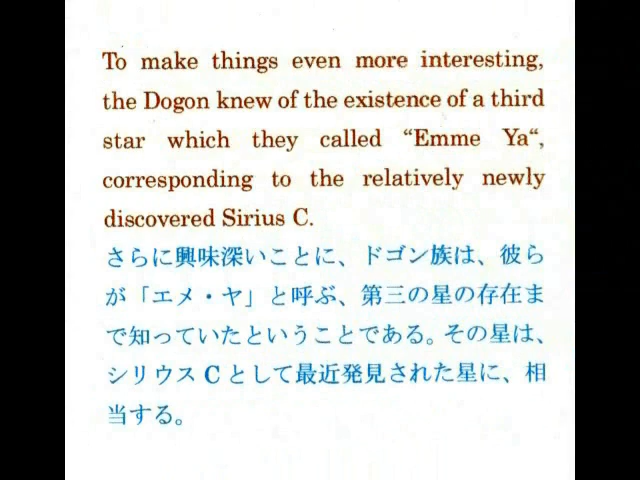 To make things even more interesting,
the Dogon knew of the existence of a third
star which they called “Emme Ya“,
corresponding to the relatively newly
discovered Sirius C.
さらに興味深いことに、ドゴン族は、彼ら
が「エメ・ヤ」と呼ぶ、第三の星の存在ま
で知っていたということである。その星は、
シリウス C として最近発見された星に、相
当する。